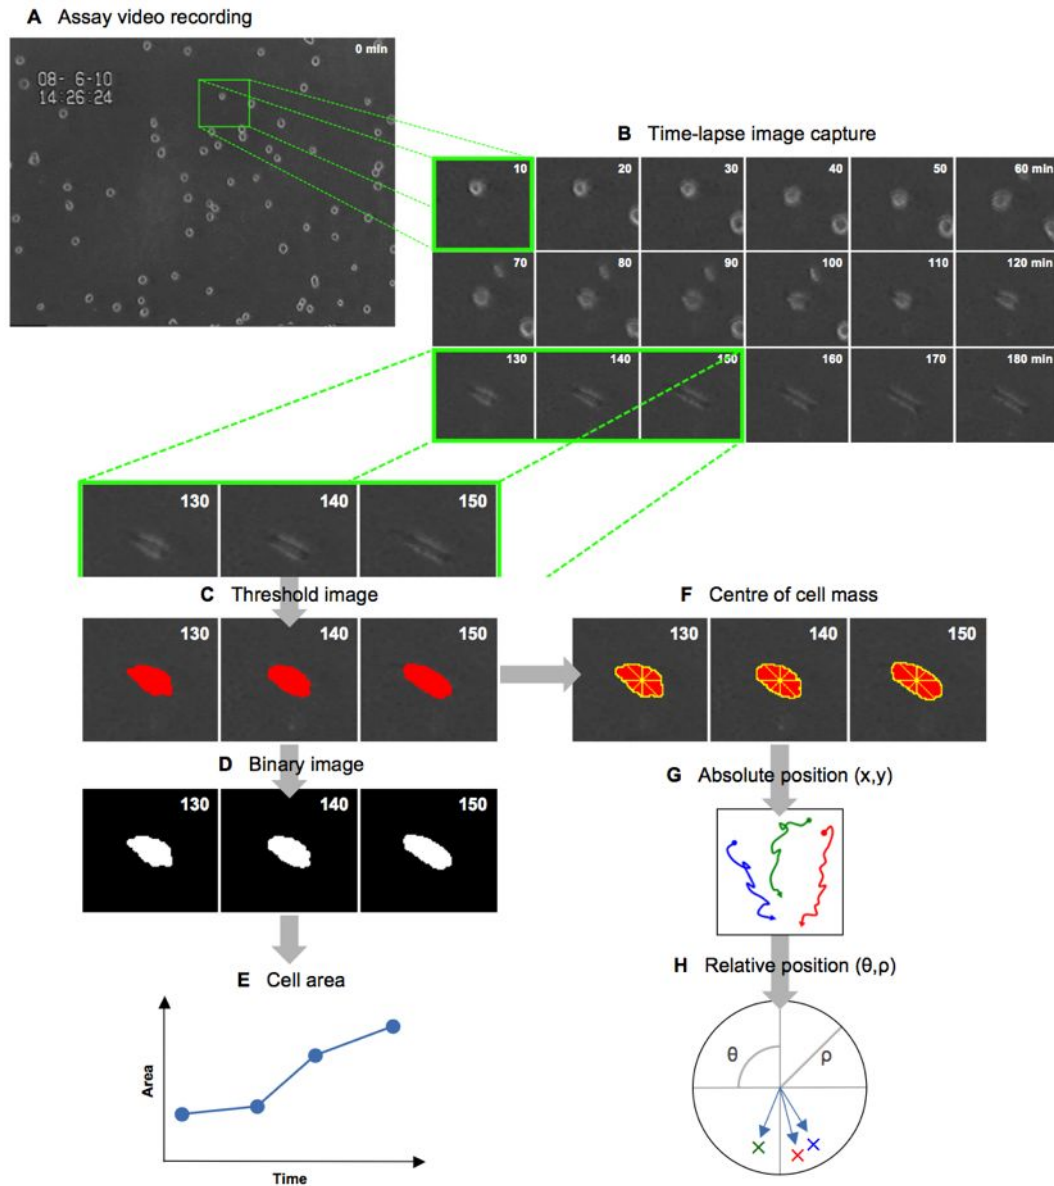 A Assay video recording
0 min
08- 6-10
14:26:24
B Time-lapse image capture
10 20 30 40 50 60 min
70 80 90 100 110 120 min
130 140 150 160 170 180 min
130 140 150
C Threshold image
130 140 150
F Centre of cell mass
130 140 150
D Binary image
130 140 150
G Absolute position (x,y)
E Cell area
Area
Time
H Relative position (θ,ρ)
θ
ρ